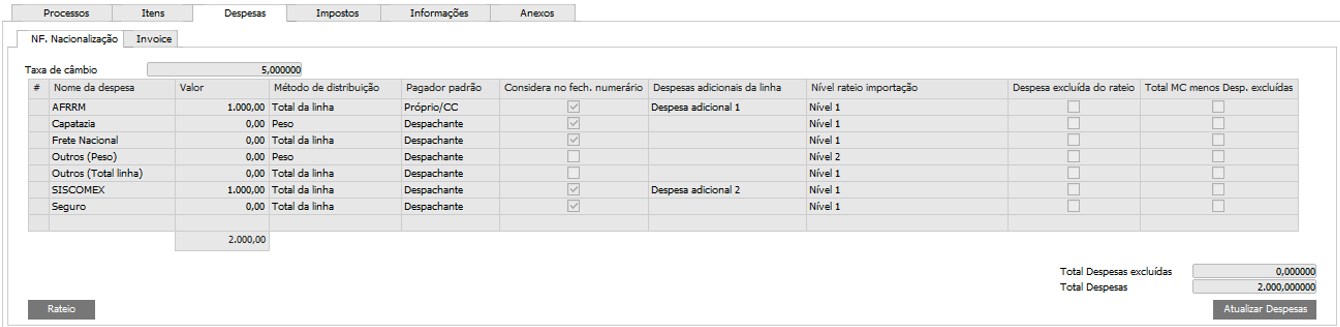 Processos Itens Despesas Impostos Informações Anexos
NF. Nacionalização Invoice
Taxa de câmbio 5,000000
# Nome da despesa Valor Método de distribuição Pagador padrão Considera no fech. numerário Despesas adicionais da linha Nível rateio importação Despesa excluída do rateio Total MC menos Desp. excluídas
AFRRM 1.000,00 Total da linha Próprio/CC Despesa adicional 1 Nível 1
Capatazia 0,00 Peso Despachante Nível 1
Frete Nacional 0,00 Total da linha Despachante Nível 1
Outros (Peso) 0,00 Peso Despachante Nível 2
Outros (Total linha) 0,00 Total da linha Despachante Nível 1
SISCOMEX 1.000,00 Total da linha Despachante Despesa adicional 2 Nível 1
Seguro 0,00 Total da linha Despachante Nível 1
2.000,00
Total Despesas excluídas 0,000000
Total Despesas 2.000,000000
Rateio Atualizar Despesas